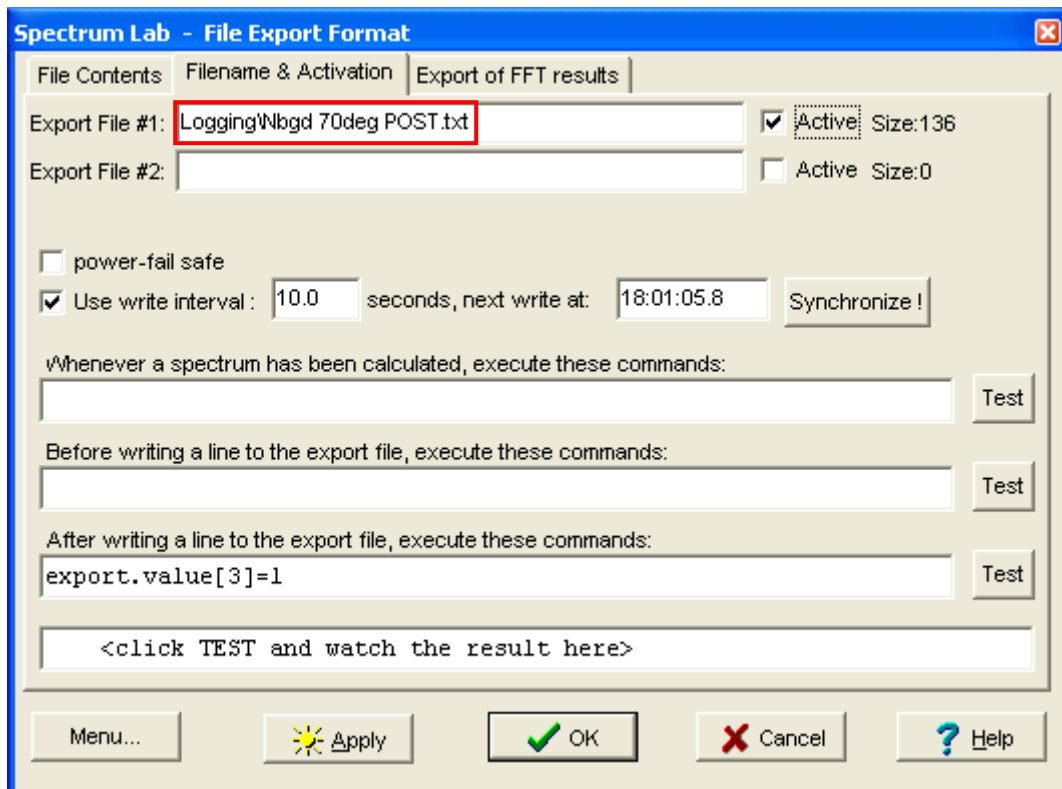 Spectrum Lab - File Export Format
File Contents Filename & Activation Export of FFT results
Export File #1: Logging\Nbgd 70deg POST.txt Active Size:136
Export File #2: Active Size:0
power-fail safe
Use write interval : 10.0 seconds, next write at: 18:01:05.8 Synchronize !
Whenever a spectrum has been calculated, execute these commands:
Test
Before writing a line to the export file, execute these commands:
Test
After writing a line to the export file, execute these commands:
export.value[3]=1 Test
<click TEST and watch the result here>
Menu... Apply OK Cancel Help